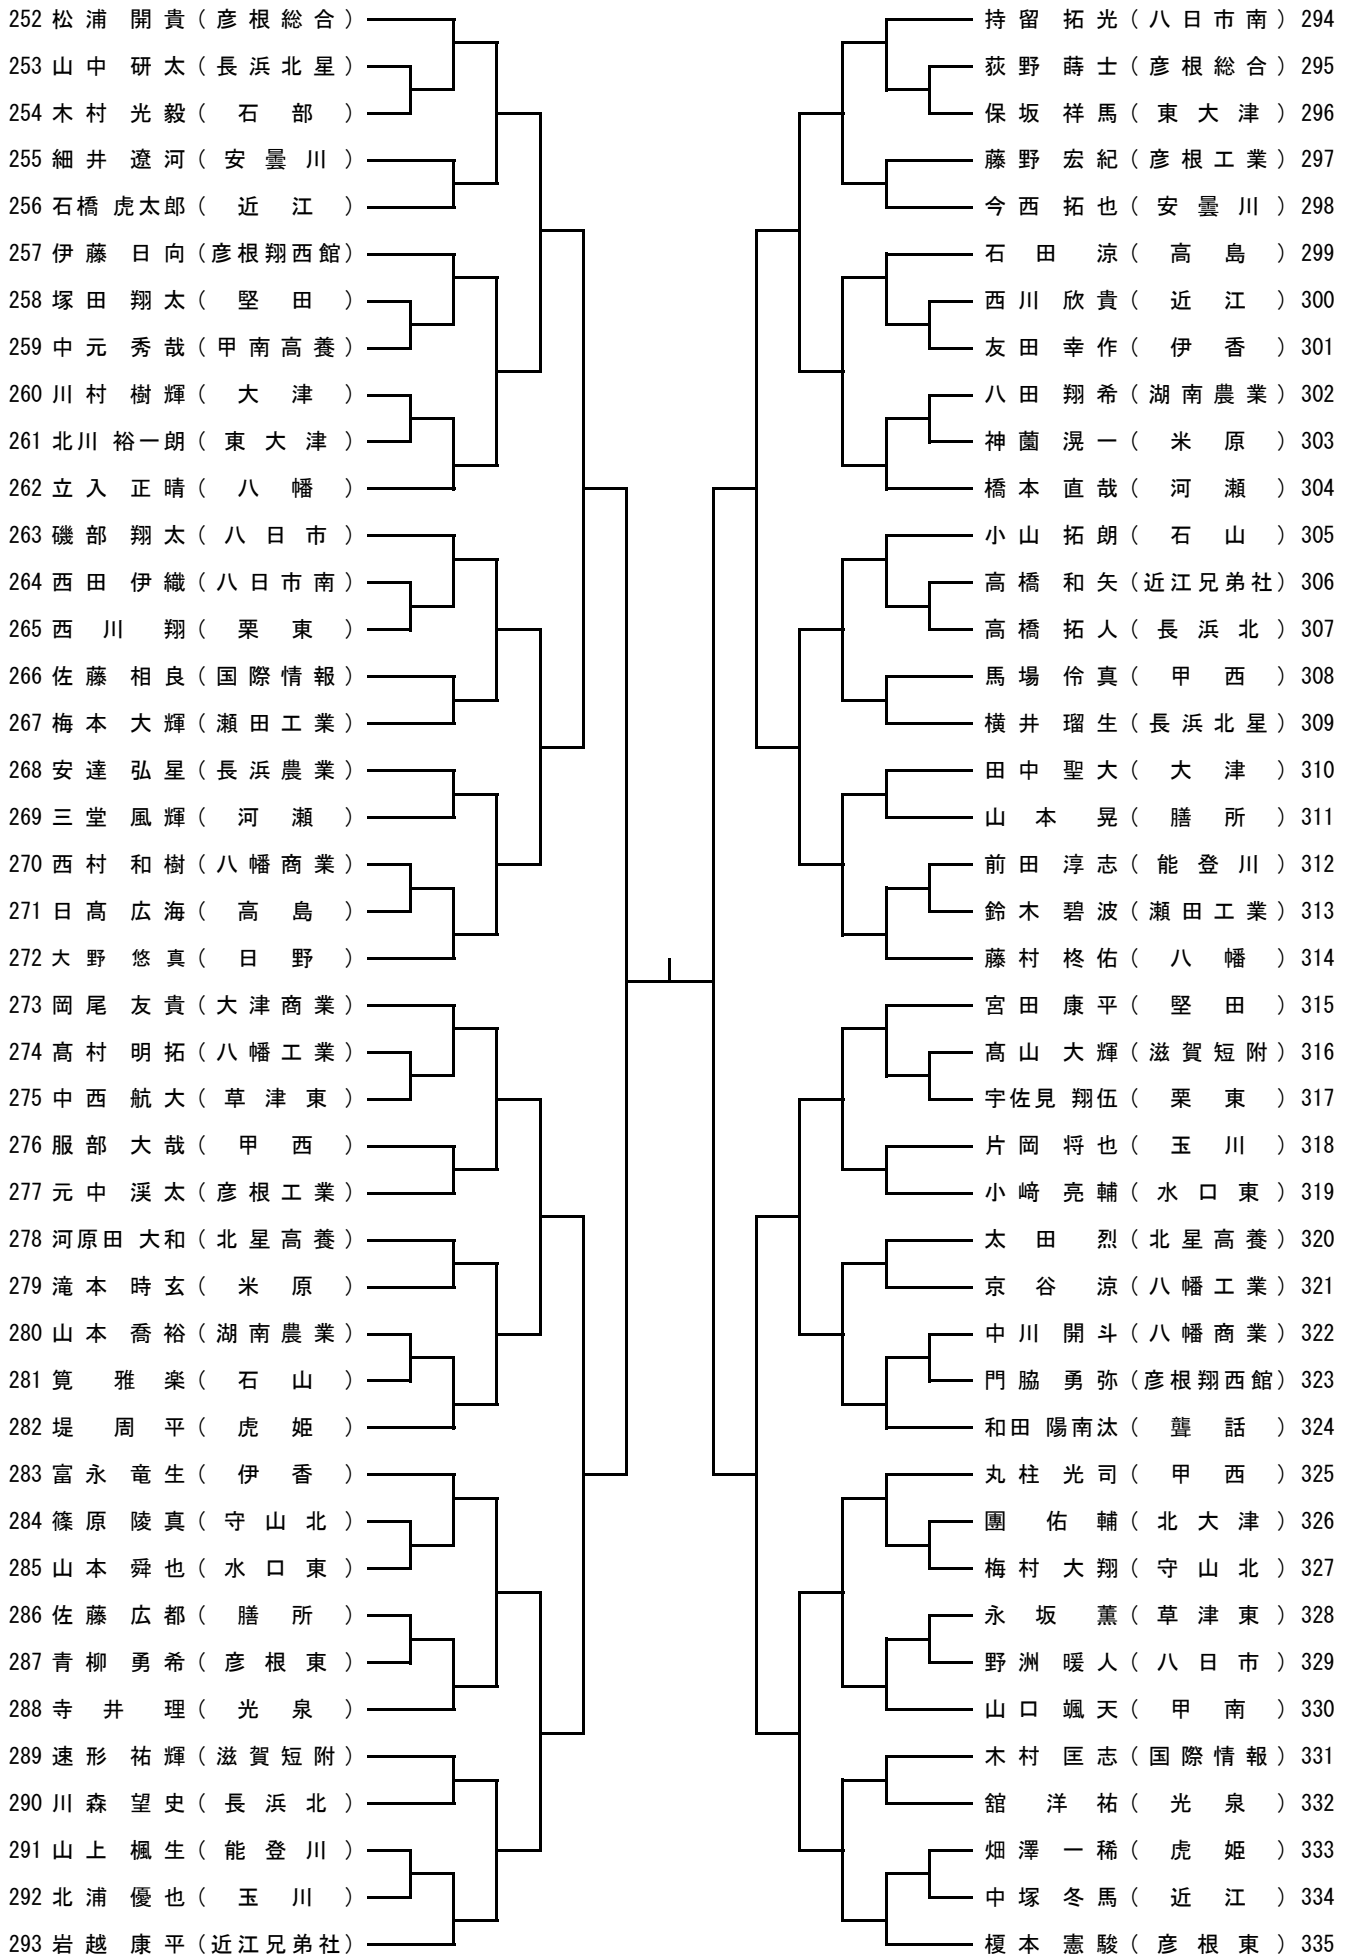 252 松浦 開貴 (彦根総合)
253 山中 研太 (長浜北星)
254 木村 光毅 (石部)
255 細井 遼河 (安曇川)
256 石橋 虎太郎 (近江)
257 伊藤 日向 (彦根翔西館)
258 塚田 翔太 (堅田)
259 中元 秀哉 (甲南高養)
260 川村 樹輝 (大津)
261 北川 裕一朗 (東大津)
262 立入 正晴 (八幡)
263 磯部 翔太 (八日市)
264 西田 伊織 (八日市南)
265 西川 翔 (栗東)
266 佐藤 相良 (国際情報)
267 梅本 大輝 (瀬田工業)
268 安達 弘星 (長浜農業)
269 三堂 風輝 (河瀬)
270 西村 和樹 (八幡商業)
271 日髙 広海 (高島)
272 大野 悠真 (日野)
273 岡尾 友貴 (大津商業)
274 髙村 明拓 (八幡工業)
275 中西 航大 (草津東)
276 服部 大哉 (甲西)
277 元中 渓太 (彦根工業)
278 河原田 大和 (北星高養)
279 滝本 時玄 (米原)
280 山本 喬裕 (湖南農業)
281 筧 雅楽 (石山)
282 堤 周平 (虎姫)
283 富永 竜生 (伊香)
284 篠原 陵真 (守山北)
285 山本 舜也 (水口東)
286 佐藤 広都 (膳所)
287 青柳 勇希 (彦根東)
288 寺井 理 (光泉)
289 速形 祐輝 (滋賀短附)
290 川森 望史 (長浜北)
291 山上 楓生 (能登川)
292 北浦 優也 (玉川)
293 岩越 康平 (近江兄弟社)
持留 拓光 (八日市南) 294
荻野 蒔士 (彦根総合) 295
保坂 祥馬 (東大津) 296
藤野 宏紀 (彦根工業) 297
今西 拓也 (安曇川) 298
石田 涼 (高島) 299
西川 欣貴 (近江) 300
友田 幸作 (伊香) 301
八田 翔希 (湖南農業) 302
神薗 滉一 (米原) 303
橋本 直哉 (河瀬) 304
小山 拓朗 (石山) 305
高橋 和矢 (近江兄弟社) 306
高橋 拓人 (長浜北) 307
馬場 伶真 (甲西) 308
横井 瑠生 (長浜北星) 309
田中 聖大 (大津) 310
山本 晃 (膳所) 311
前田 淳志 (能登川) 312
鈴木 碧波 (瀬田工業) 313
藤村 柊佑 (八幡) 314
宮田 康平 (堅田) 315
髙山 大輝 (滋賀短附) 316
宇佐見 翔伍 (栗東) 317
片岡 将也 (玉川) 318
小﨑 亮輔 (水口東) 319
太田 烈 (北星高養) 320
京谷 涼 (八幡工業) 321
中川 開斗 (八幡商業) 322
門脇 勇弥 (彦根翔西館) 323
和田 陽南汰 (聾話) 324
丸柱 光司 (甲西) 325
團 佑輔 (北大津) 326
梅村 大翔 (守山北) 327
永坂 薫 (草津東) 328
野洲 暖人 (八日市) 329
山口 颯天 (甲南) 330
木村 匡志 (国際情報) 331
舘 洋祐 (光泉) 332
畑澤 一稀 (虎姫) 333
中塚 冬馬 (近江) 334
榎本 憲駿 (彦根東) 335